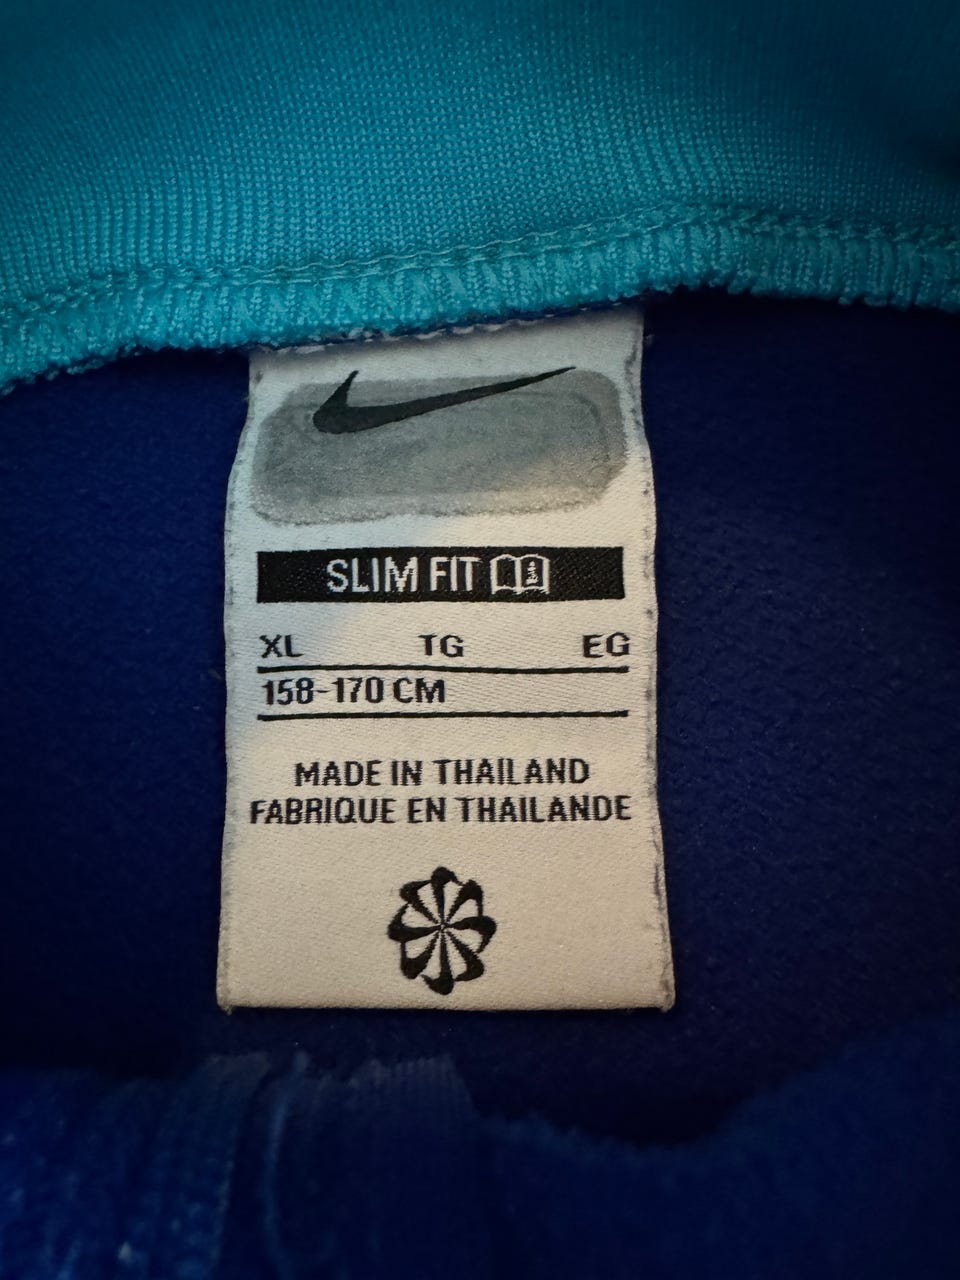 SLIM FIT
XL TG EG
158-170 CM
MADE IN THAILAND
FABRIQUE EN THAILANDE